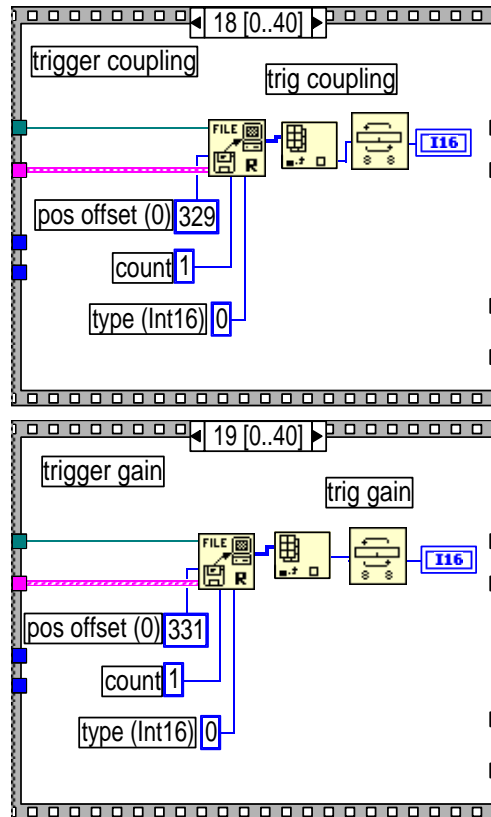 18 [0..40]
trigger coupling
trig coupling
FILE
R
I16
pos offset (0) 329
count 1
type (Int16) 0
19 [0..40]
trigger gain
trig gain
FILE
R
I16
pos offset (0) 331
count 1
type (Int16) 0